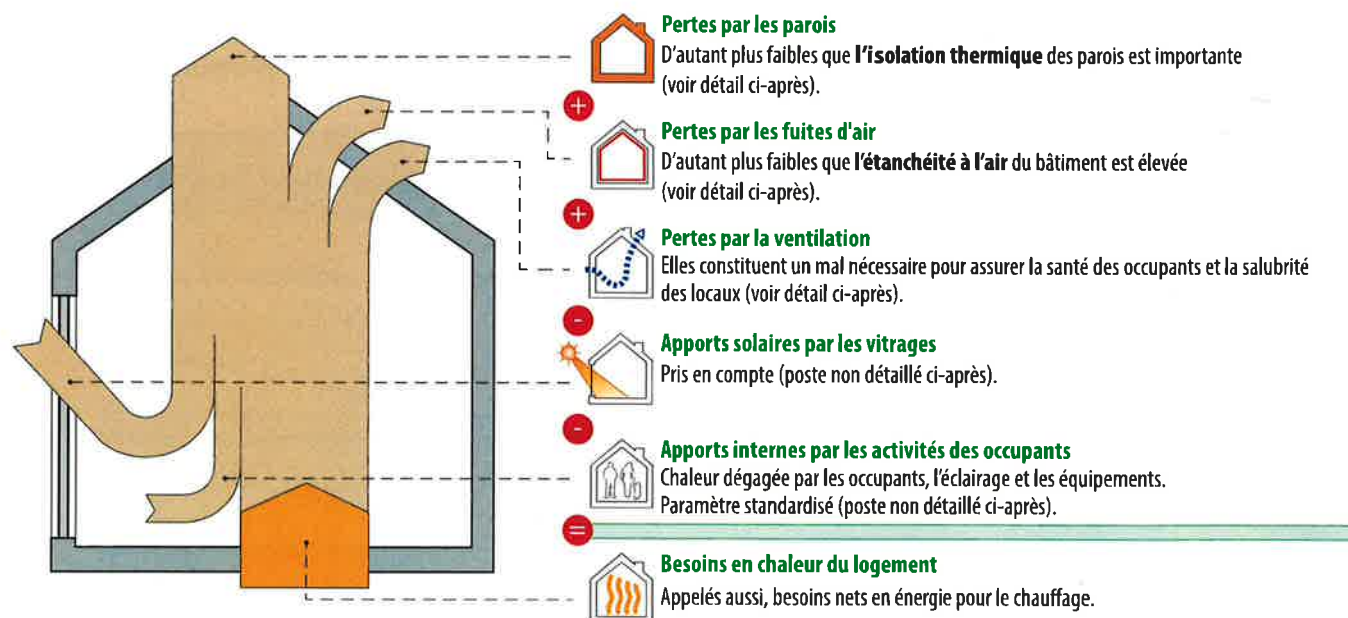 Pertes par les parois
D'autant plus faibles que l'isolation thermique des parois est importante
(voir détail ci-après).
+
Pertes par les fuites d'air
D'autant plus faibles que l'étanchéité à l'air du bâtiment est élevée
(voir détail ci-après).
+
Pertes par la ventilation
Elles constituent un mal nécessaire pour assurer la santé des occupants et la salubrité
des locaux (voir détail ci-après).
-
Apports solaires par les vitrages
Pris en compte (poste non détaillé ci-après).
-
Apports internes par les activités des occupants
Chaleur dégagée par les occupants, l'éclairage et les équipements.
Paramètre standardisé (poste non détaillé ci-après).
=
Besoins en chaleur du logement
Appelés aussi, besoins nets en énergie pour le chauffage.